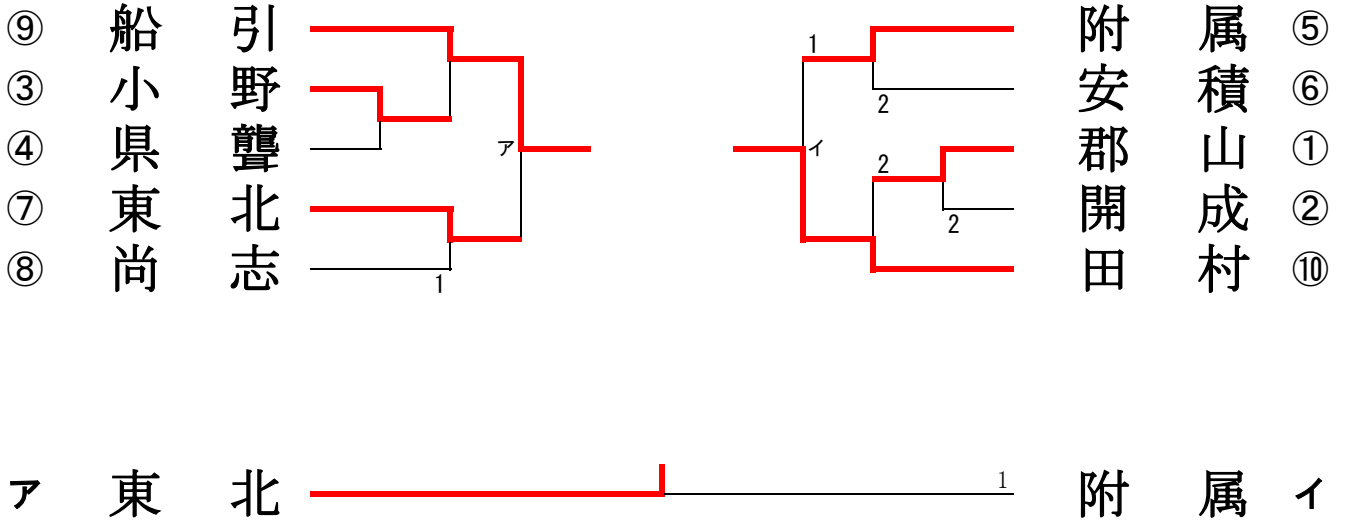 ⑨ 船 引 附 属 ⑤
1
③ 小 野 安 積 ⑥
2
④ 県 聾 ア イ 郡 山 ①
2
⑦ 東 北 開 成 ②
2
⑧ 尚 志 田 村 ⑩
1
ア 東 北 1 附 属 イ